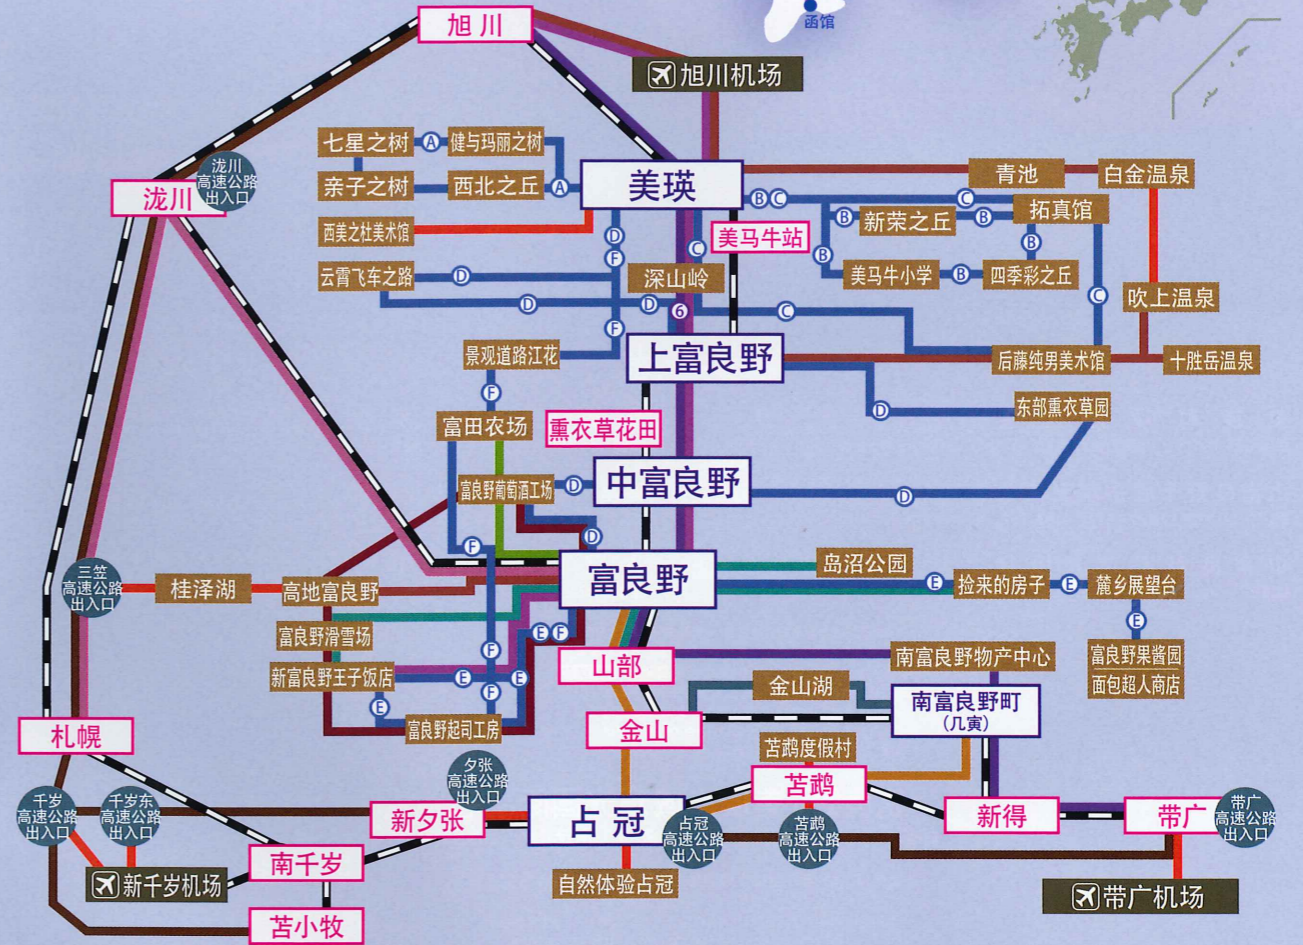 函馆
旭川
旭川机场
七星之树
A
健与玛丽之树
泷川
高速公路
出入口
泷川
亲子之树
西北之丘
A
美瑛
青池
白金温泉
B
C
C
拓真馆
B
新荣之丘
B
西美之杜美术馆
D
C
美马牛站
B
B
F
云霄飞车之路
D
深山岭
美马牛小学
B
四季彩之丘
D
D
6
C
C
吹上温泉
F
景观道路江花
上富良野
后藤纯男美术馆
十胜岳温泉
F
D
东部薰衣草园
富田农场
薰衣草花田
富良野葡萄酒工场
D
中富良野
D
F
D
三笠
高速公路
出入口
桂泽湖
高地富良野
富良野
岛沼公园
E
捡来的房子
E
麓乡展望台
富良野滑雪场
E
F
E
F
山部
南富良野物产中心
富良野果酱园
面包超人商店
新富良野王子饭店
E
F
E
金山湖
E
富良野起司工房
金山
南富良野町
(几寅)
札幌
苫鹉度假村
夕张
高速公路
出入口
苫鹉
千岁
高速公路
出入口
千岁东
高速公路
出入口
新夕张
占冠
占冠
高速公路
出入口
苫鹉
高速公路
出入口
新得
带广
带广
高速公路
出入口
南千岁
新千岁机场
自然体验占冠
带广机场
苫小牧